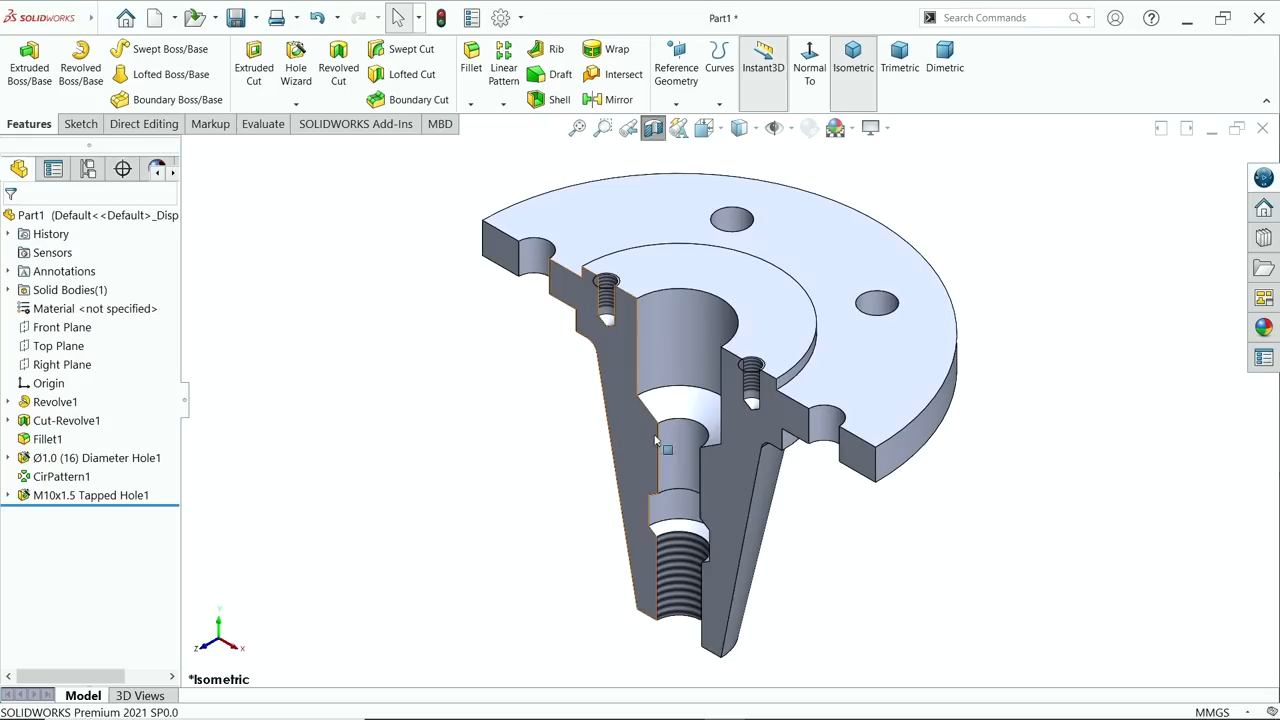 SOLIDWORKS
Part1 *
Search Commands
Extruded Boss/Base
Revolved Boss/Base
Swept Boss/Base
Lofted Boss/Base
Boundary Boss/Base
Extruded Cut
Hole Wizard
Revolved Cut
Swept Cut
Lofted Cut
Boundary Cut
Fillet
Linear Pattern
Rib
Draft
Shell
Wrap
Intersect
Mirror
Reference Geometry
Curves
Instant3D
Normal To
Isometric
Trimetric
Dimetric
Features
Sketch
Direct Editing
Markup
Evaluate
SOLIDWORKS Add-Ins
MBD
Part1 (Default<<Default>_Disp
History
Sensors
Annotations
Solid Bodies(1)
Material <not specified>
Front Plane
Top Plane
Right Plane
Origin
Revolve1
Cut-Revolve1
Fillet1
Ø1.0 (16) Diameter Hole1
CirPattern1
M10x1.5 Tapped Hole1
Y
Z
X
*Isometric
Model
3D Views
SOLIDWORKS Premium 2021 SP0.0
MMGS